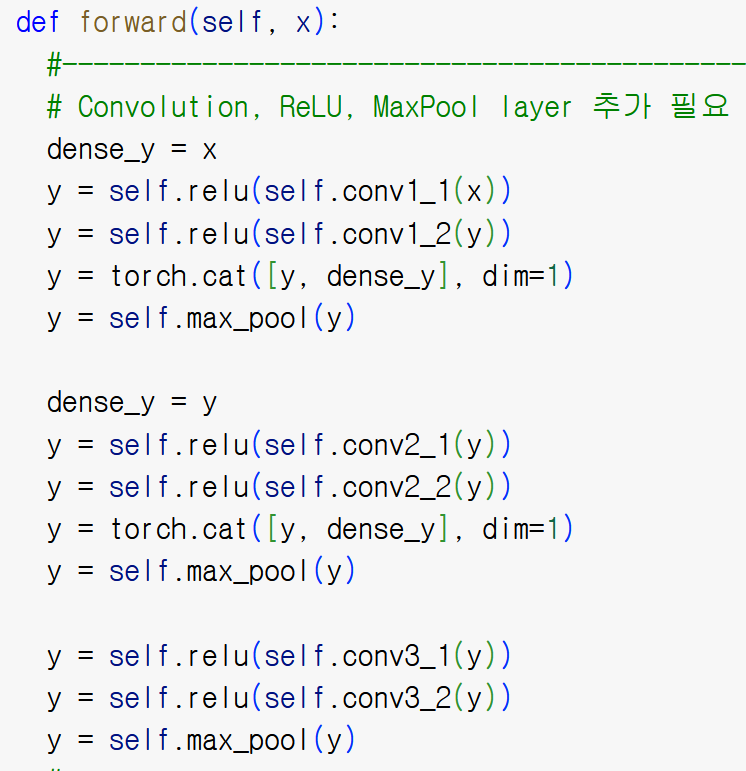 def forward(self, x):
#--------------------------------------------
# Convolution, ReLU, MaxPool layer 추가 필요
dense_y = x
y = self.relu(self.conv1_1(x))
y = self.relu(self.conv1_2(y))
y = torch.cat([y, dense_y], dim=1)
y = self.max_pool(y)
dense_y = y
y = self.relu(self.conv2_1(y))
y = self.relu(self.conv2_2(y))
y = torch.cat([y, dense_y], dim=1)
y = self.max_pool(y)
y = self.relu(self.conv3_1(y))
y = self.relu(self.conv3_2(y))
y = self.max_pool(y)